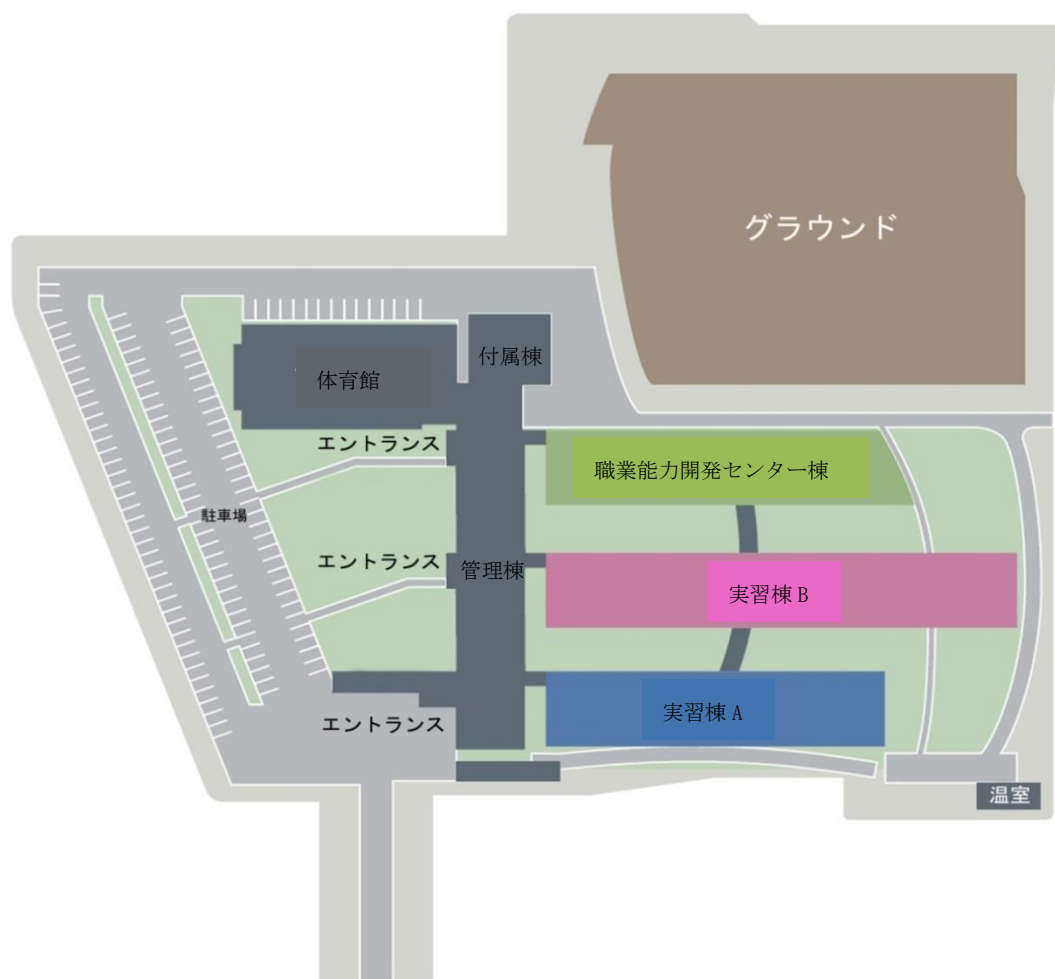 グラウンド
付属棟
体育館
エントランス
職業能力開発センター棟
駐車場
エントランス
管理棟
実習棟 B
実習棟 A
エントランス
温室